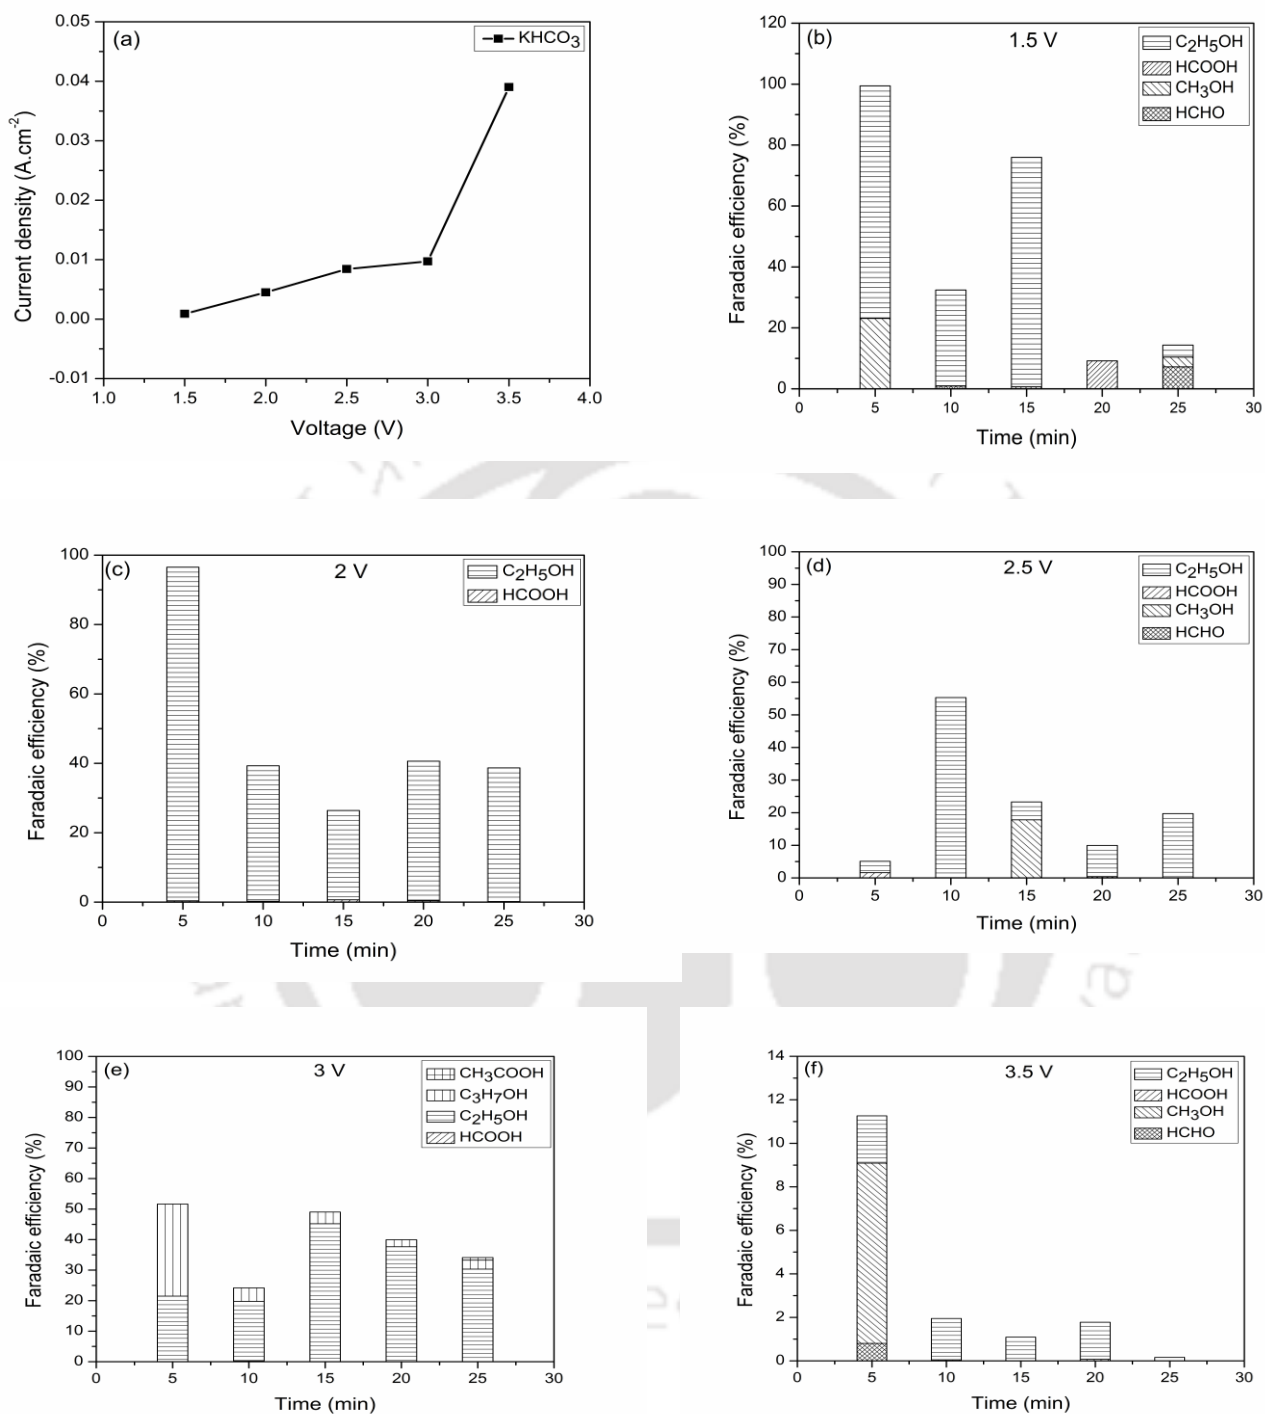 (a)
KHCO3
Current density (A.cm-2)
0.05
0.04
0.03
0.02
0.01
0.00
-0.01
1.0 1.5 2.0 2.5 3.0 3.5 4.0
Voltage (V)
(b) 1.5 V
C2H5OH
HCOOH
CH3OH
HCHO
Faradaic efficiency (%)
120
100
80
60
40
20
0
0 5 10 15 20 25 30
Time (min)
(c) 2 V
C2H5OH
HCOOH
Faradaic efficiency (%)
100
80
60
40
20
0
0 5 10 15 20 25 30
Time (min)
(d) 2.5 V
C2H5OH
HCOOH
CH3OH
HCHO
Faradaic efficiency (%)
100
90
80
70
60
50
40
30
20
10
0
0 5 10 15 20 25 30
Time (min)
(e) 3 V
CH3COOH
C3H7OH
C2H5OH
HCOOH
Faradaic efficiency (%)
100
90
80
70
60
50
40
30
20
10
0
0 5 10 15 20 25 30
Time (min)
(f) 3.5 V
C2H5OH
HCOOH
CH3OH
HCHO
Faradaic efficiency (%)
14
12
10
8
6
4
2
0
0 5 10 15 20 25 30
Time (min)